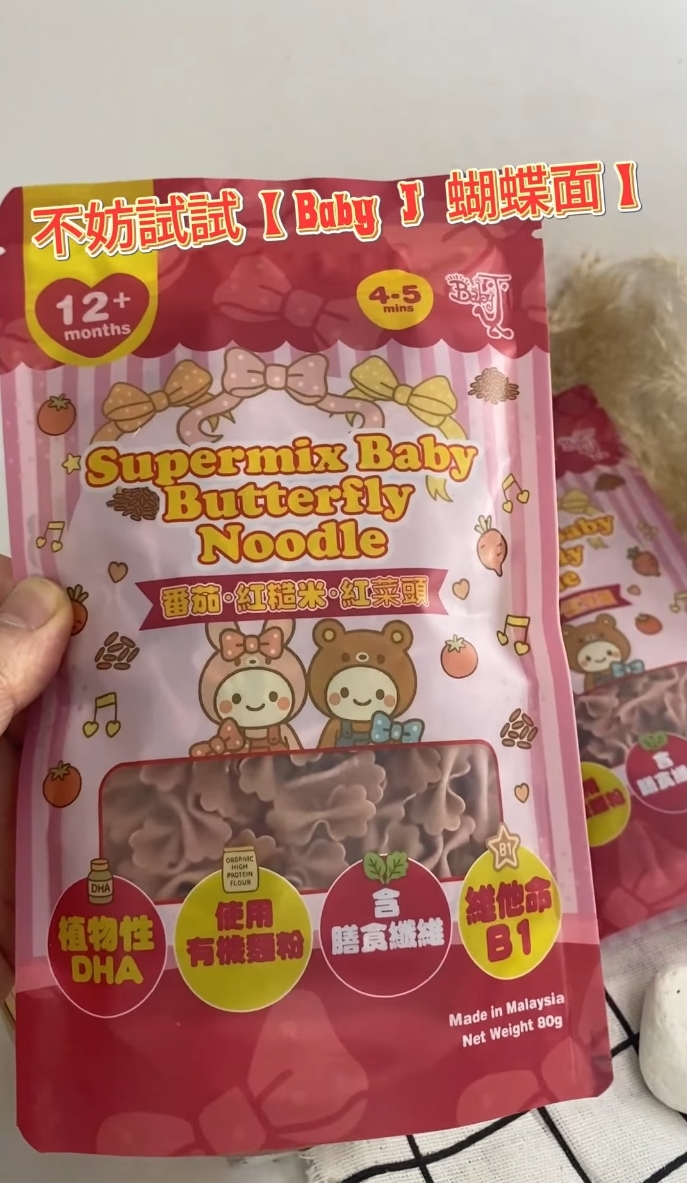 不妨試試【 Baby J 蝴蝶面】
12+
months
4-5
mins
Baby J
Supermix Baby
Butterfly
Noodle
番茄·紅糙米·紅菜頭
DHA
植物性
DHA
ORGANIC
HIGH
PROTEIN
FLOUR
使用
有機麵粉
含
膳食纖維
B1
維他命
B1
Made in Malaysia
Net Weight 80g